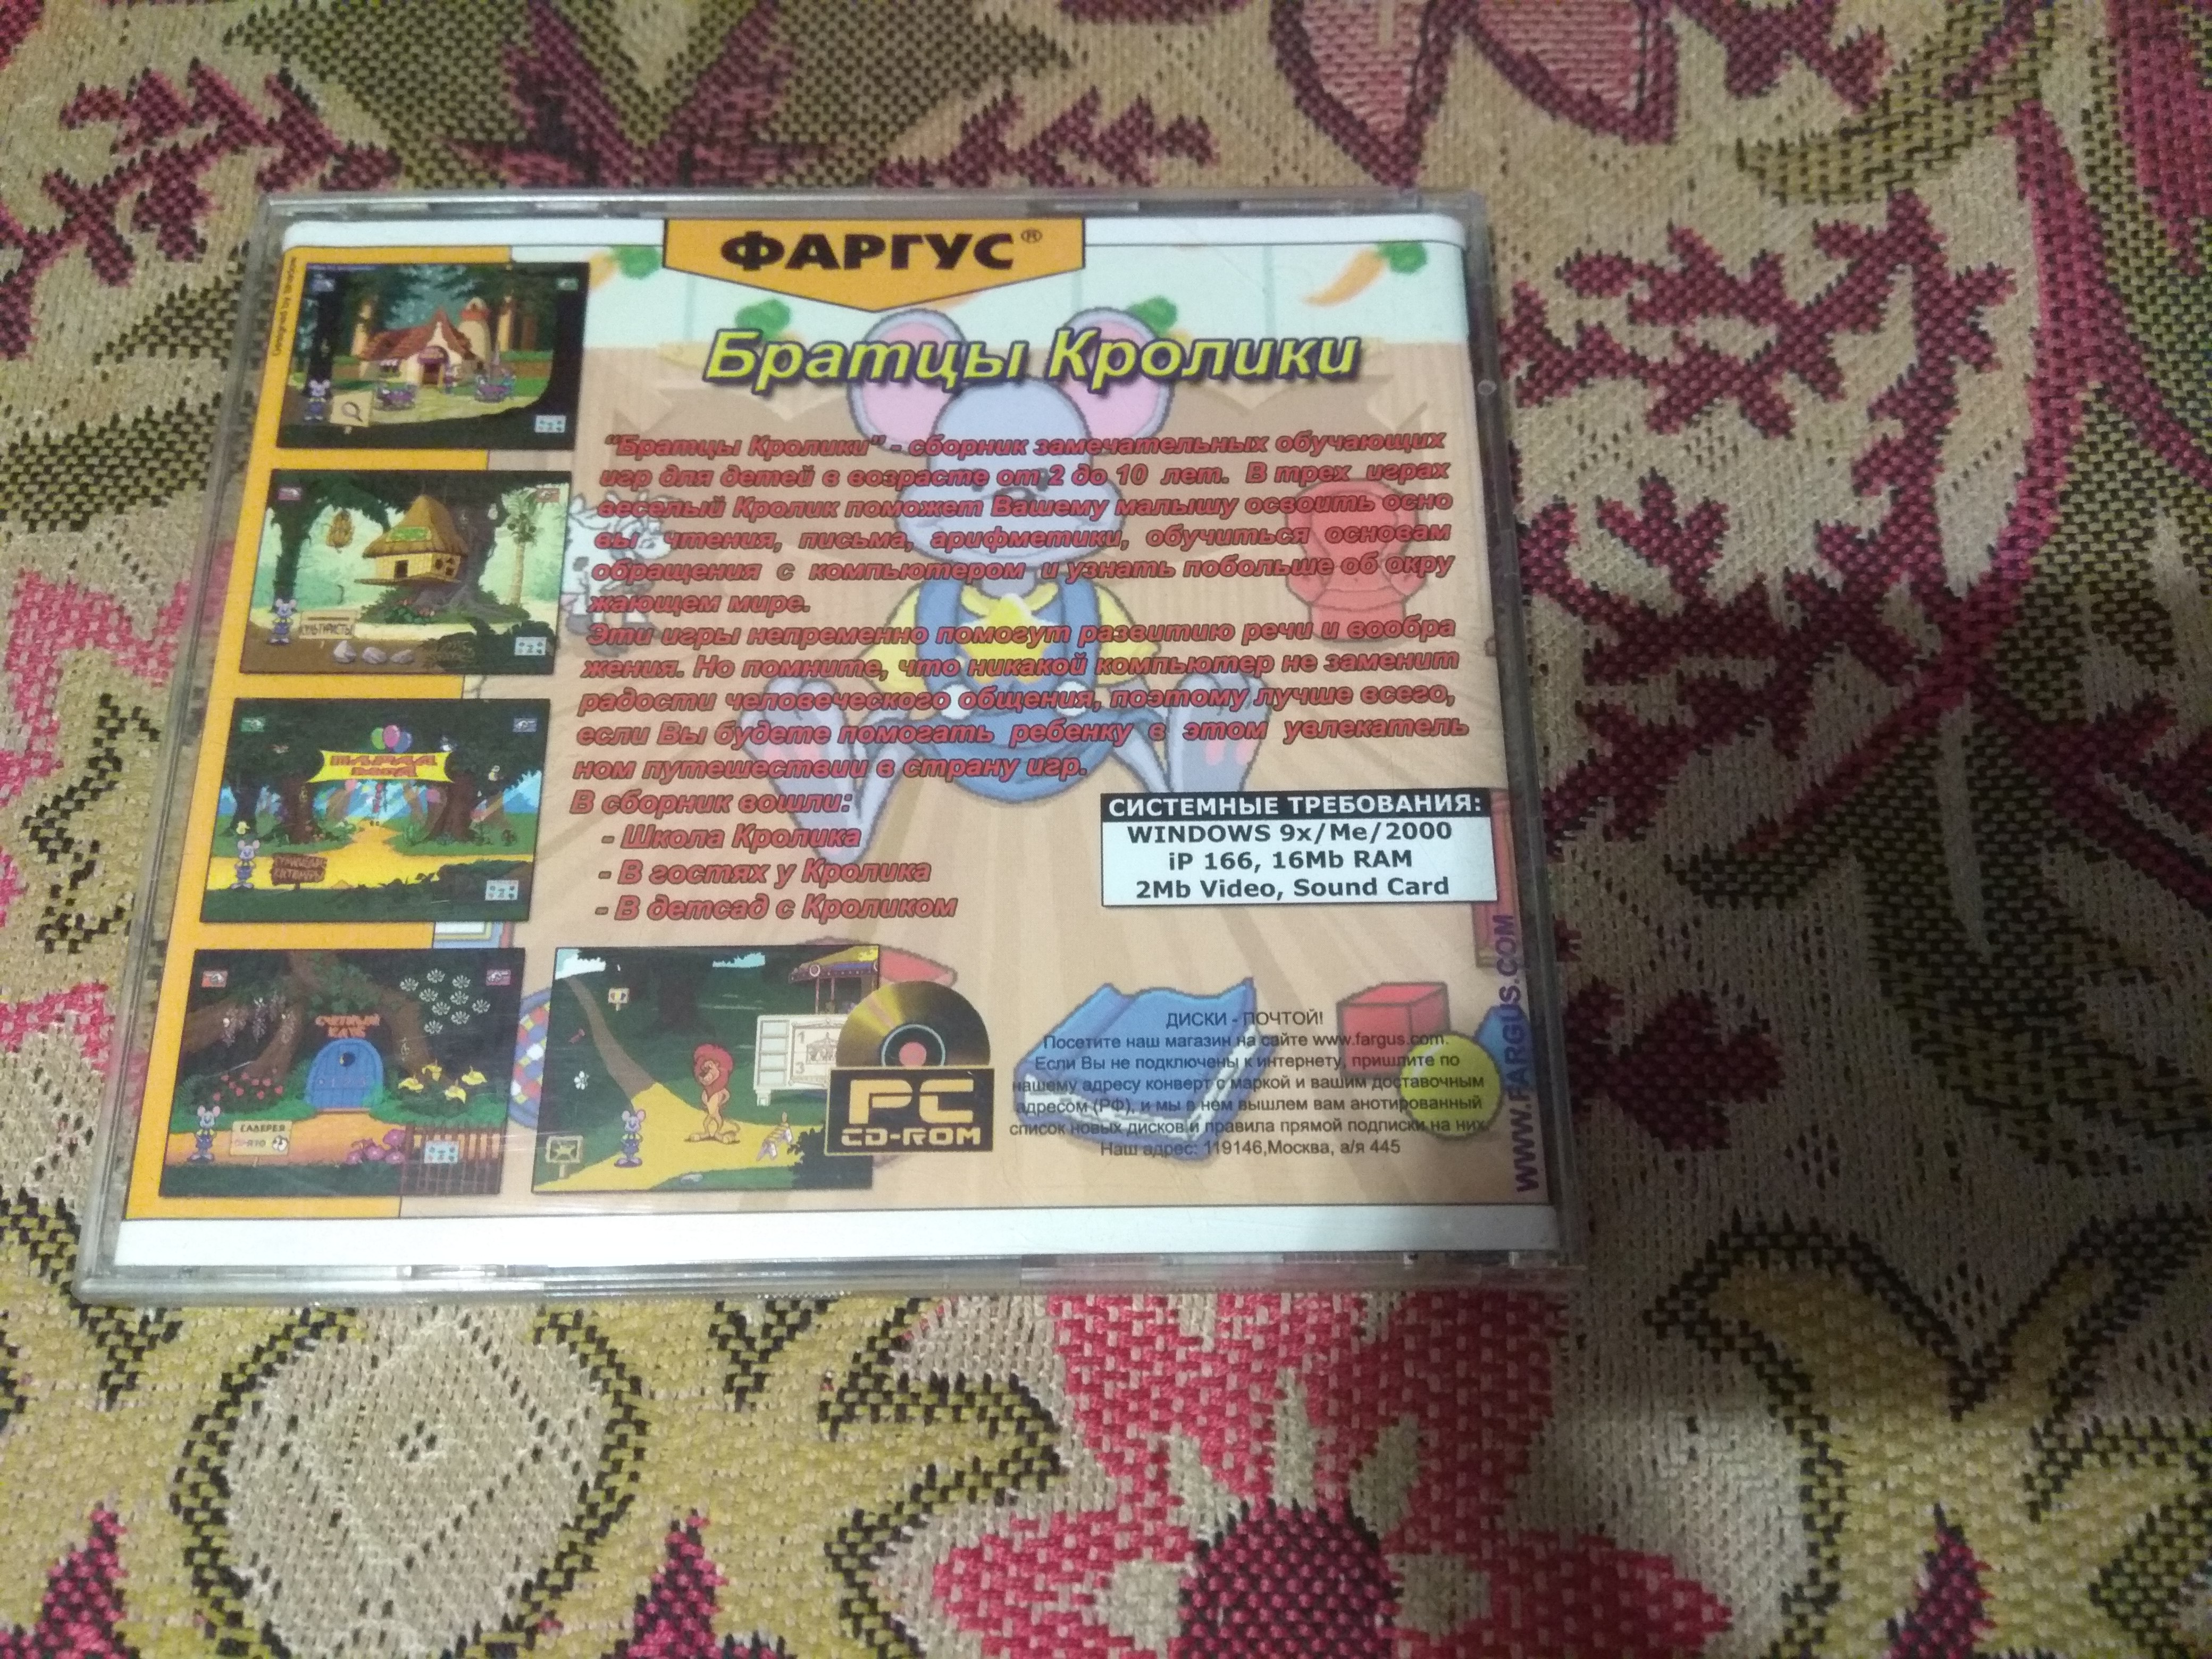 ФАРГУС®
Designed by
Братцы Кролики
"Братцы Кролики" - сборник замечательных обучающих
игр для детей в возрасте от 2 до 10 лет. В трех играх
веселый Кролик поможет Вашему малышу освоить осно
вы чтения, письма, арифметики, обучиться основам
обращения с компьютером и узнать побольше об окру
жающем мире.
Эти игры непременно помогут развитию речи и вообра
жения. Но помните, что никакой компьютер не заменит
радости человеческого общения, поэтому лучше всего,
если Вы будете помогать ребенку в этом увлекатель
ном путешествии в страну игр.
В сборник вошли:
- Школа Кролика
- В гостях у Кролика
- В детсад с Кроликом
СИСТЕМНЫЕ ТРЕБОВАНИЯ:
WINDOWS 9x/Me/2000
iP 166, 16Mb RAM
2Mb Video, Sound Card
ПАРАД
СЧЕТНЫЙ
ГАЛЕРЕЯ
1
3
PC
CD-ROM
ДИСКИ - ПОЧТОЙ!
Посетите наш магазин на сайте www.fargus.com.
Если Вы не подключены к интернету, пришлите по
нашему адресу конверт с маркой и вашим доставочным
адресом (РФ), и мы в нем вышлем вам анотированный
список новых дисков и правила прямой подписки на них.
Наш адрес: 119146,Москва, а/я 445
WWW.FARGUS.COM